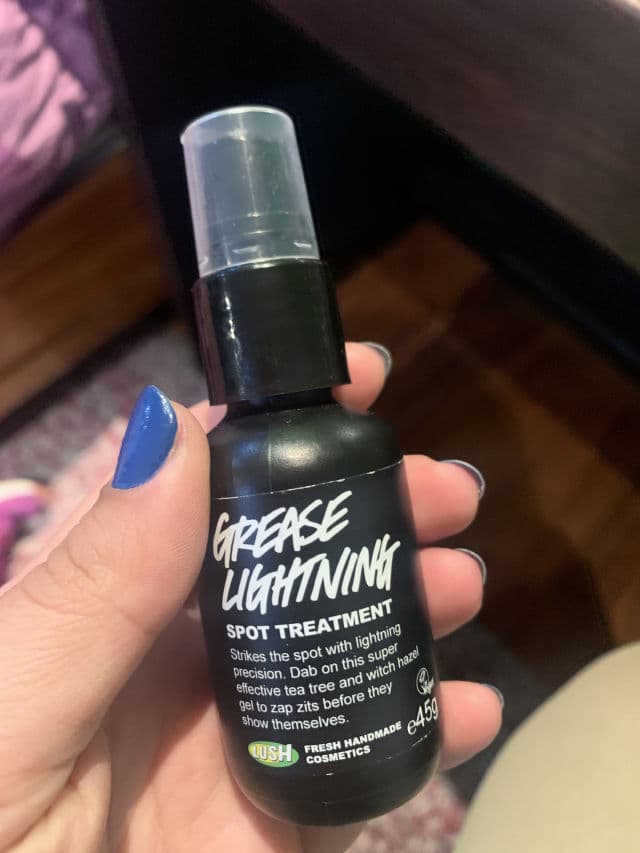 GREASE
LIGHTNING
SPOT TREATMENT
Strikes the spot with lightning
precision. Dab on this super
effective tea tree and witch hazel
gel to zap zits before they
show themselves.
LUSH
FRESH HANDMADE
COSMETICS
e45g